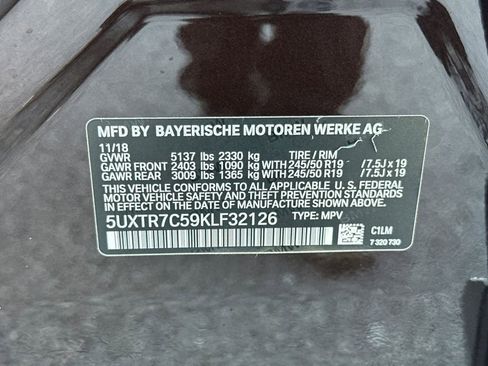 MFD BY BAYERISCHE MOTOREN WERKE AG
11/18
GVWR 5137 lbs 2330 kg TIRE / RIM
GAWR FRONT 2403 lbs 1090 kg WITH 245/50 R19 / 7.5J x 19
GAWR REAR 3009 lbs 1365 kg WITH 245/50 R19 / 7.5J x 19
THIS VEHICLE CONFORMS TO ALL APPLICABLE U. S. FEDERAL
MOTOR VEHICLE SAFETY AND THEFT PREVENTION STANDARDS
IN EFFECT ON THE DATE OF MANUFACTURE SHOWN ABOVE.
5UXTR7C59KLF32126 TYPE: MPV
C1LM
7 320 730